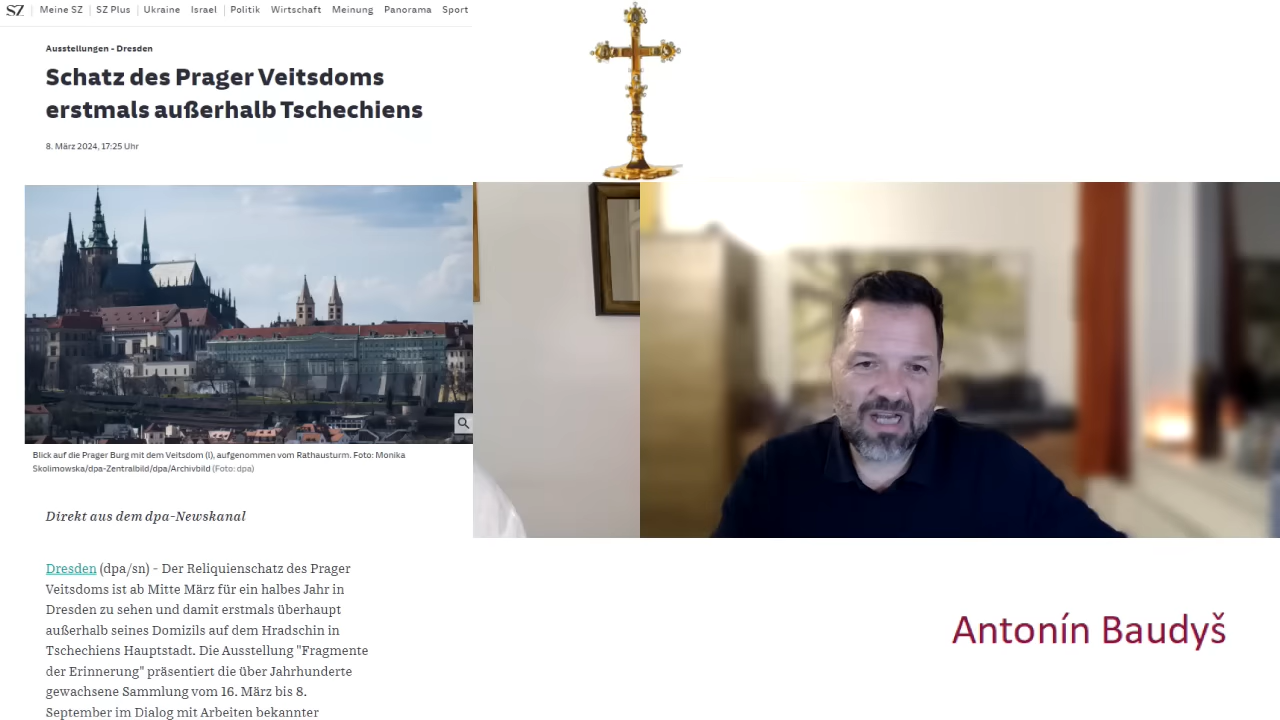 SZ Meine SZ SZ Plus Ukraine Israel Politik Wirtschaft Meinung Panorama Sport
Ausstellungen - Dresden
Schatz des Prager Veitsdoms
erstmals außerhalb Tschechiens
8. März 2024, 17:25 Uhr
Blick auf die Prager Burg mit dem Veitsdom (l), aufgenommen vom Rathausturm. Foto: Monika
Skolimowska/dpa-Zentralbild/dpa/Archivbild (Foto: dpa)
Direkt aus dem dpa-Newskanal
Dresden (dpa/sn) - Der Reliquienschatz des Prager
Veitsdoms ist ab Mitte März für ein halbes Jahr in
Dresden zu sehen und damit erstmals überhaupt
außerhalb seines Domizils auf dem Hradschin in
Tschechiens Hauptstadt. Die Ausstellung "Fragmente
der Erinnerung" präsentiert die über Jahrhunderte
gewachsene Sammlung vom 16. März bis 8.
September im Dialog mit Arbeiten bekannter
Antonín Baudyš